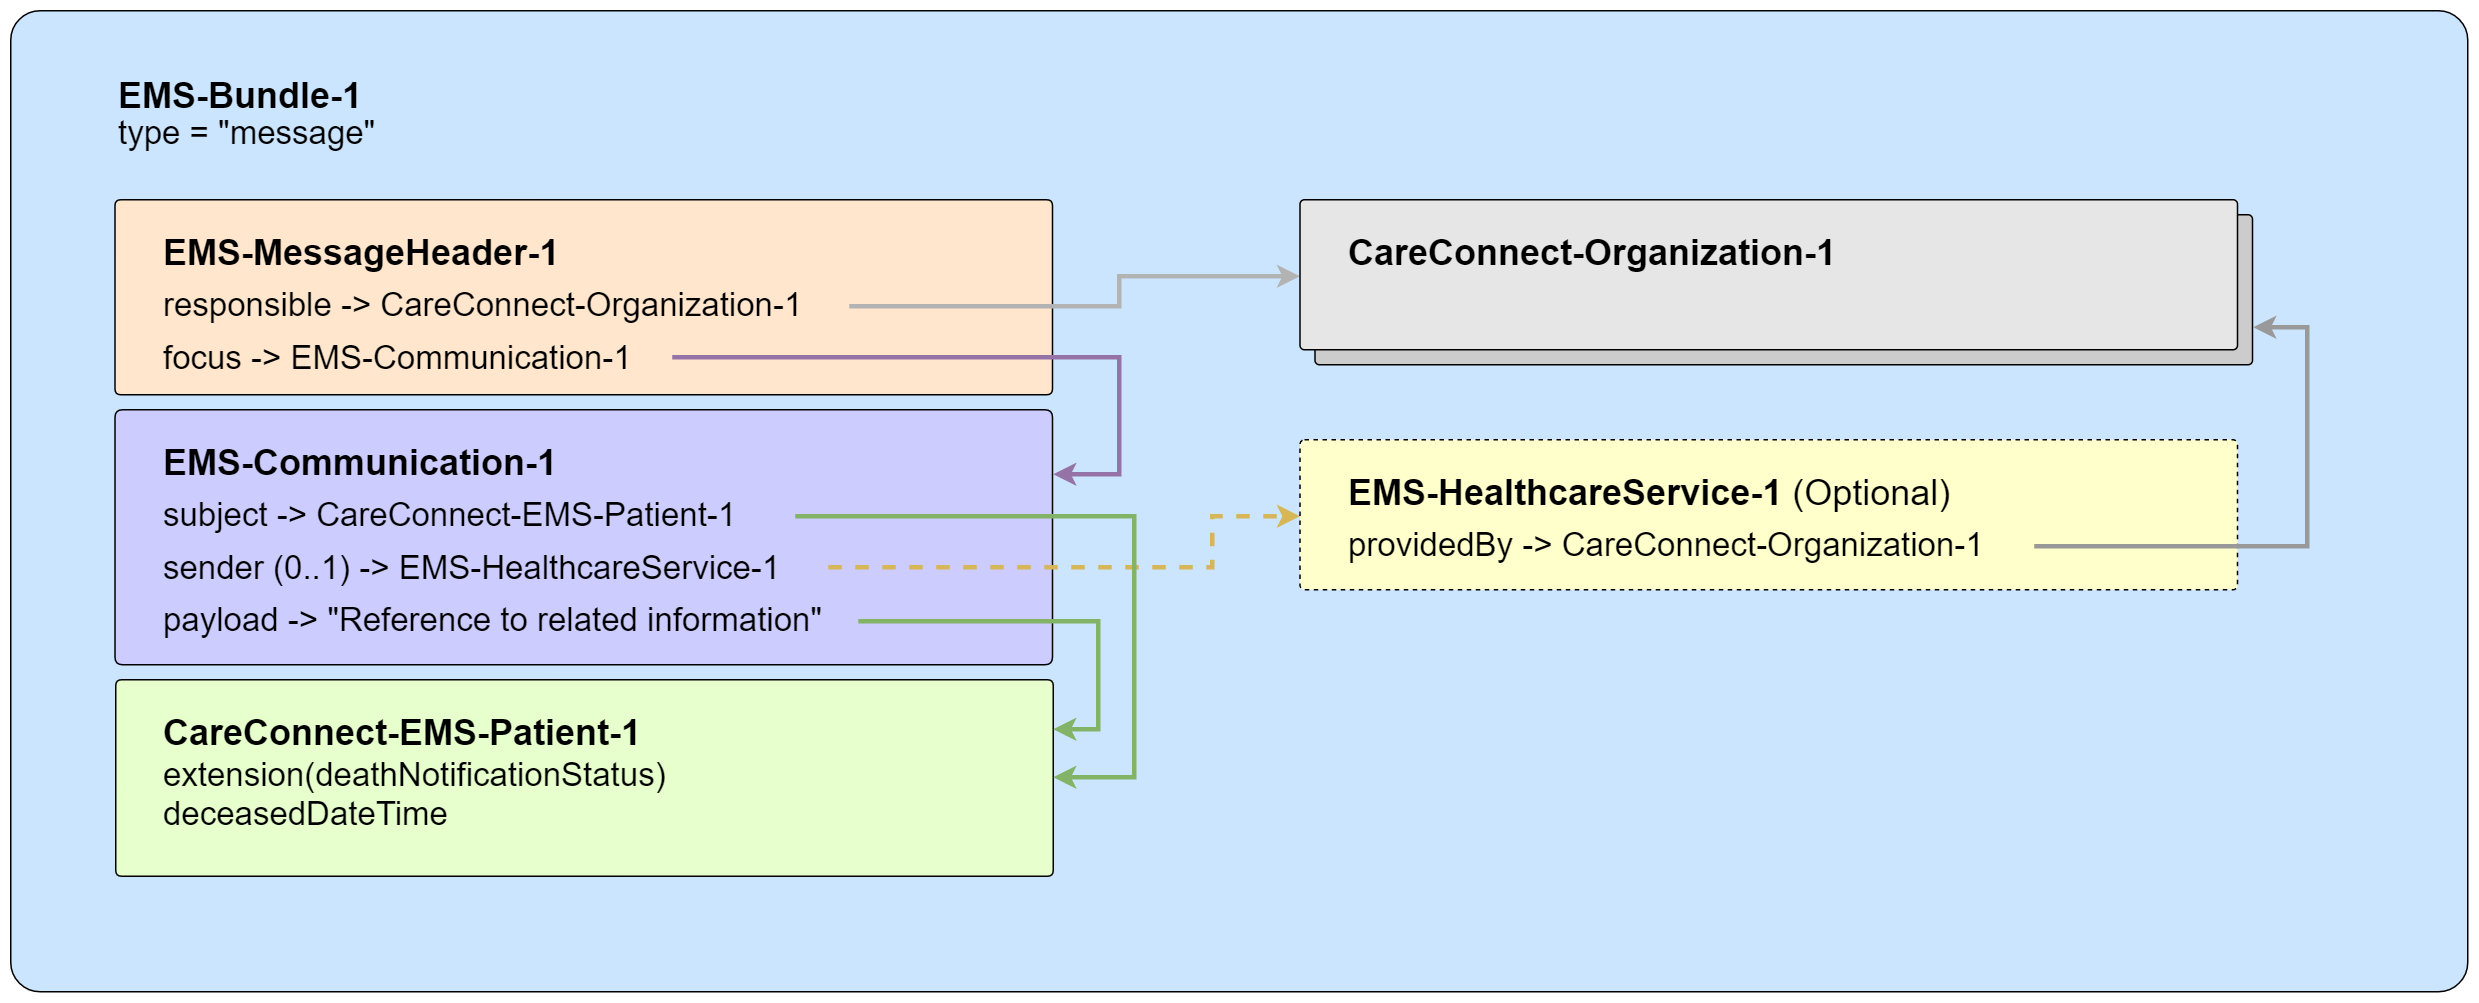 EMS-Bundle-1
type = "message"
EMS-MessageHeader-1
responsible -> CareConnect-Organization-1
focus -> EMS-Communication-1
CareConnect-Organization-1
EMS-Communication-1
subject -> CareConnect-EMS-Patient-1
sender (0..1) -> EMS-HealthcareService-1
payload -> "Reference to related information"
EMS-HealthcareService-1 (Optional)
providedBy -> CareConnect-Organization-1
CareConnect-EMS-Patient-1
extension(deathNotificationStatus)
deceasedDateTime